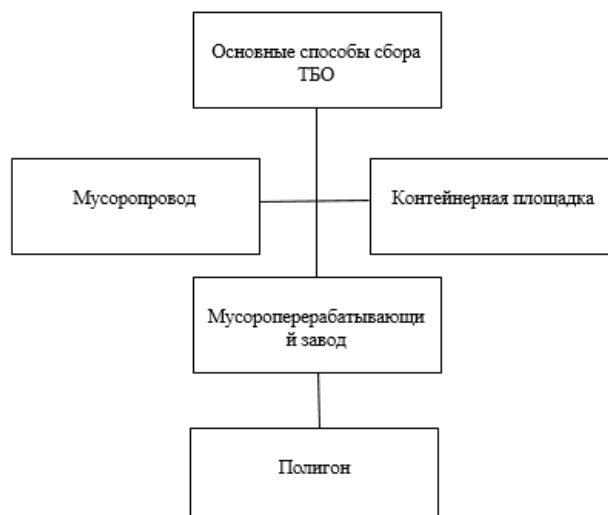 Основные способы сбора
ТБО
Мусоропровод
Контейнерная площадка
Мусороперерабатывающи
й завод
Полигон